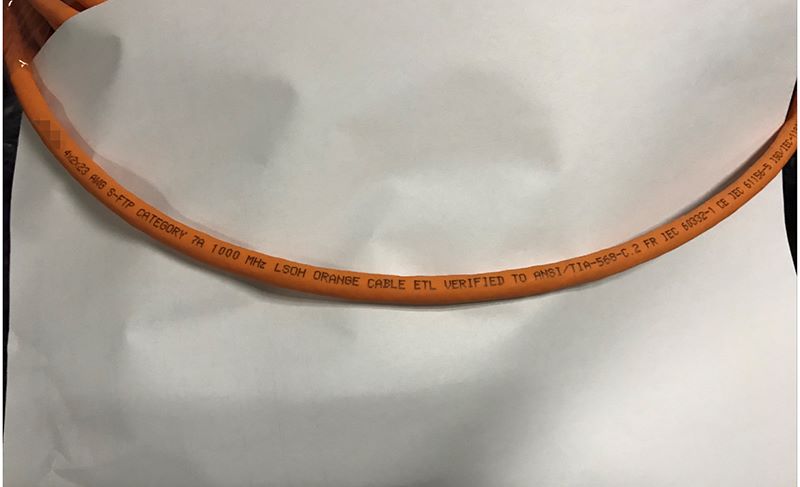 4x2x23 AWG S-FTP CATEGORY 7A 1000 MHz LSOH ORANGE CABLE ETL VERIFIED TO ANSI/TIA-568-C.2 FR IEC 60332-1 CE IEC 61156-5